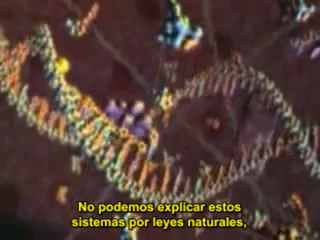 No podemos explicar estos
sistemas por leyes naturales,